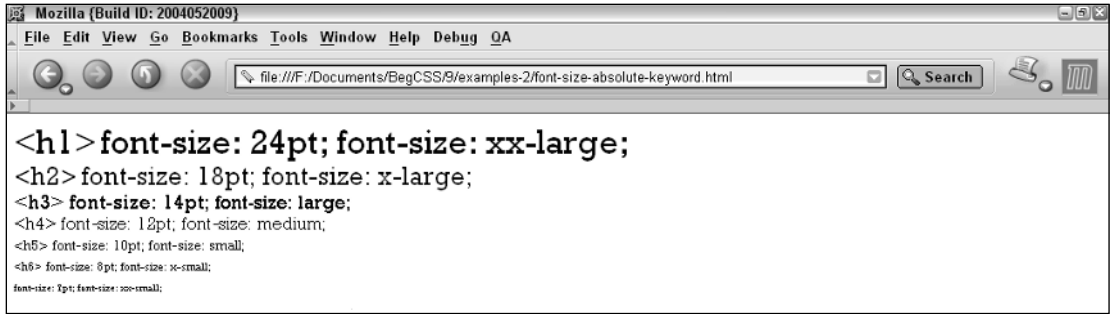 Mozilla {Build ID: 2004052009}
File Edit View Go Bookmarks Tools Window Help Debug QA
file:///F:/Documents/BegCSS/9/examples-2/font-size-absolute-keyword.html Search
<h1>font-size: 24pt; font-size: xx-large;
<h2> font-size: 18pt; font-size: x-large;
<h3> font-size: 14pt; font-size: large;
<h4> font-size: 12pt; font-size: medium;
<h5> font-size: 10pt; font-size: small;
<h6> font-size: 8pt; font-size: x-small;
font-size: 7pt; font-size: xx-small;